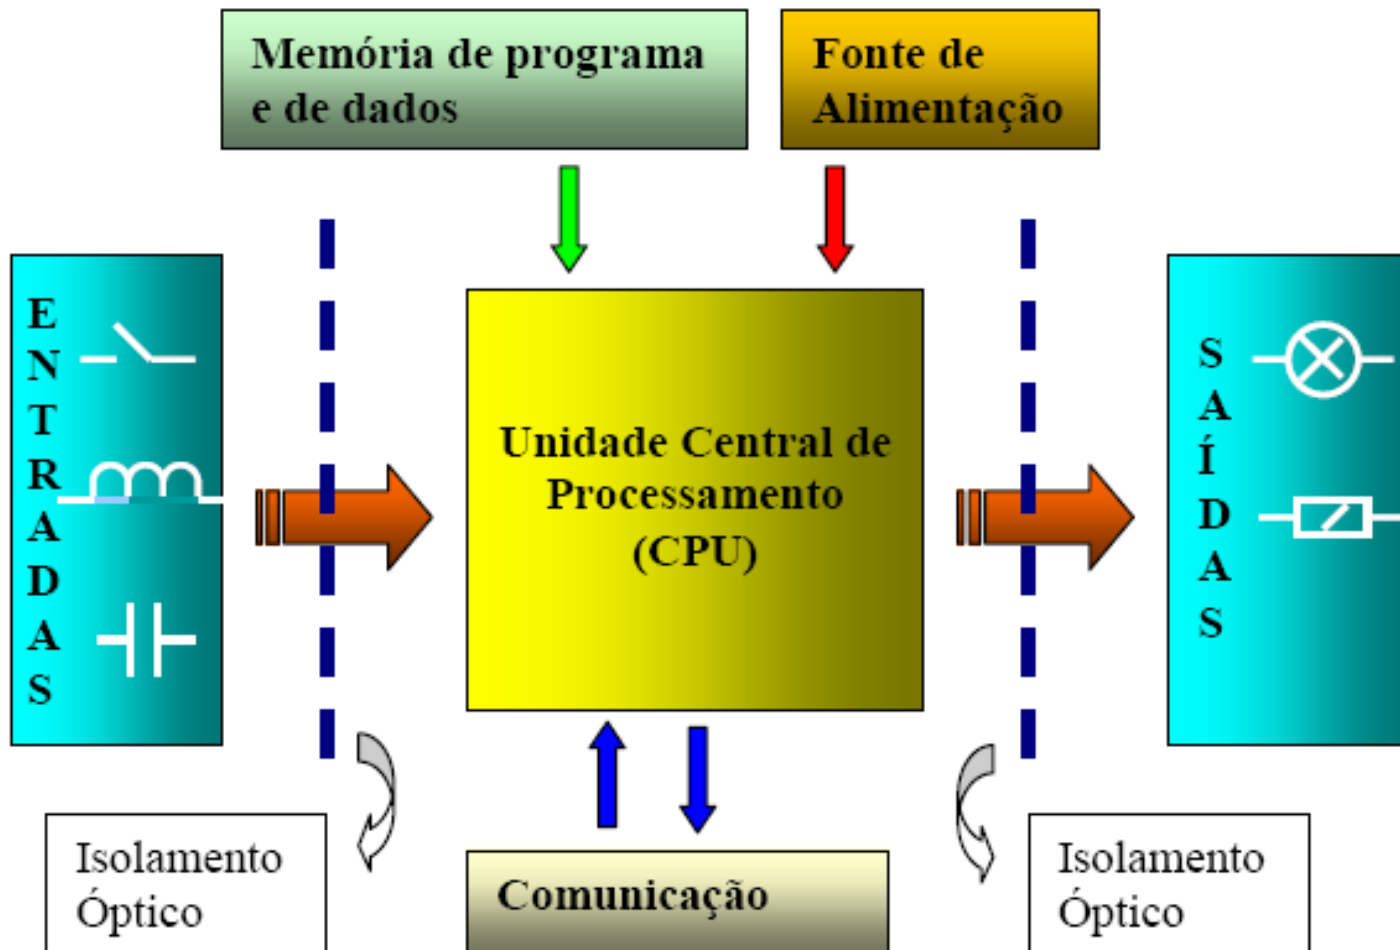 Memória de programa
e de dados
Fonte de
Alimentação
ENTRADAS
Unidade Central de
Processamento
(CPU)
SAÍDAS
Isolamento
Óptico
Comunicação
Isolamento
Óptico